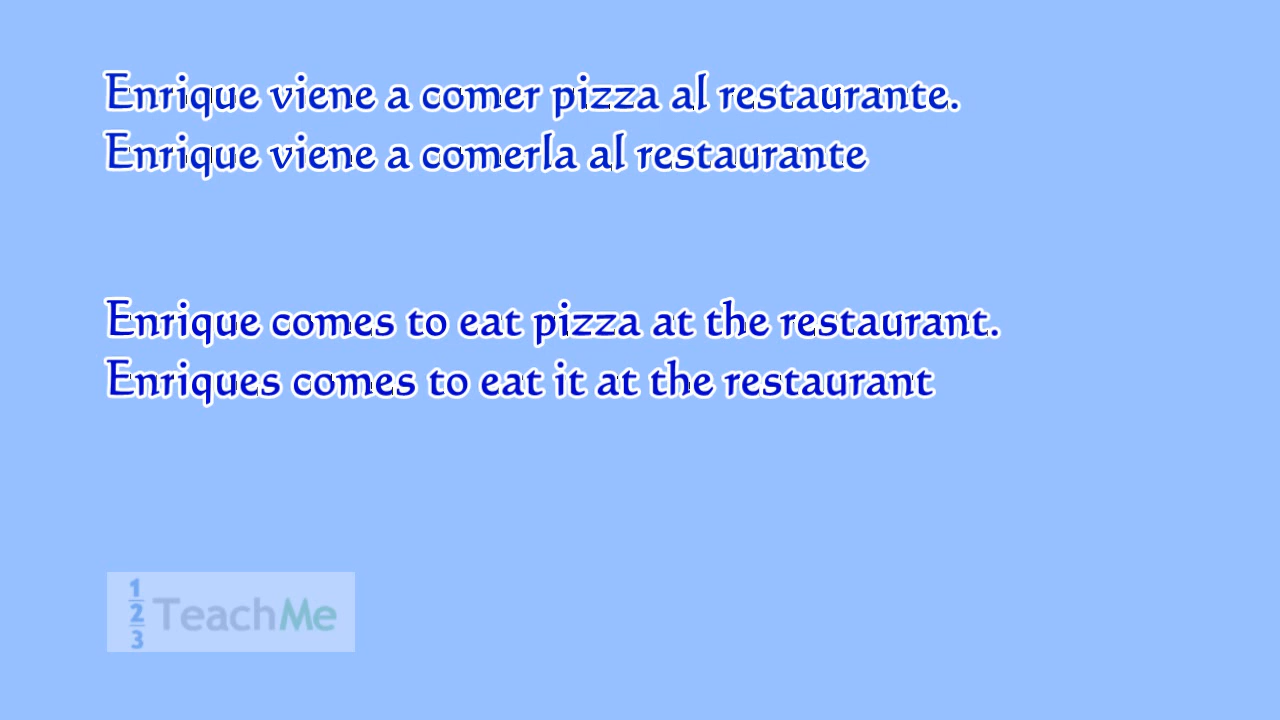 Enrique viene a comer pizza al restaurante.
Enrique viene a comerla al restaurante
Enrique comes to eat pizza at the restaurant.
Enriques comes to eat it at the restaurant
1 2 3 TeachMe